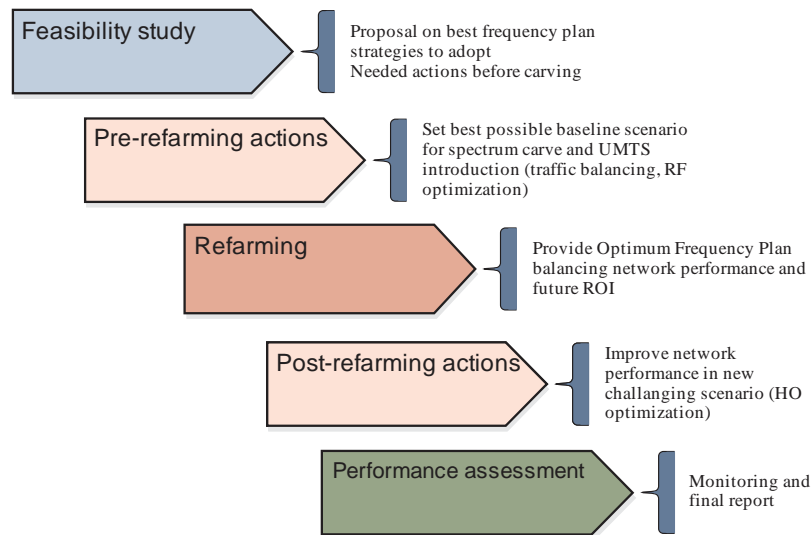 Feasibility study
Proposal on best frequency plan
strategies to adopt
Needed actions before carving
Pre-refarming actions
Set best possible baseline scenario
for spectrum carve and UMTS
introduction (traffic balancing, RF
optimization)
Refarming
Provide Optimum Frequency Plan
balancing network performance and
future ROI
Post-refarming actions
Improve network
performance in new
challanging scenario (HO
optimization)
Performance assessment
Monitoring and
final report